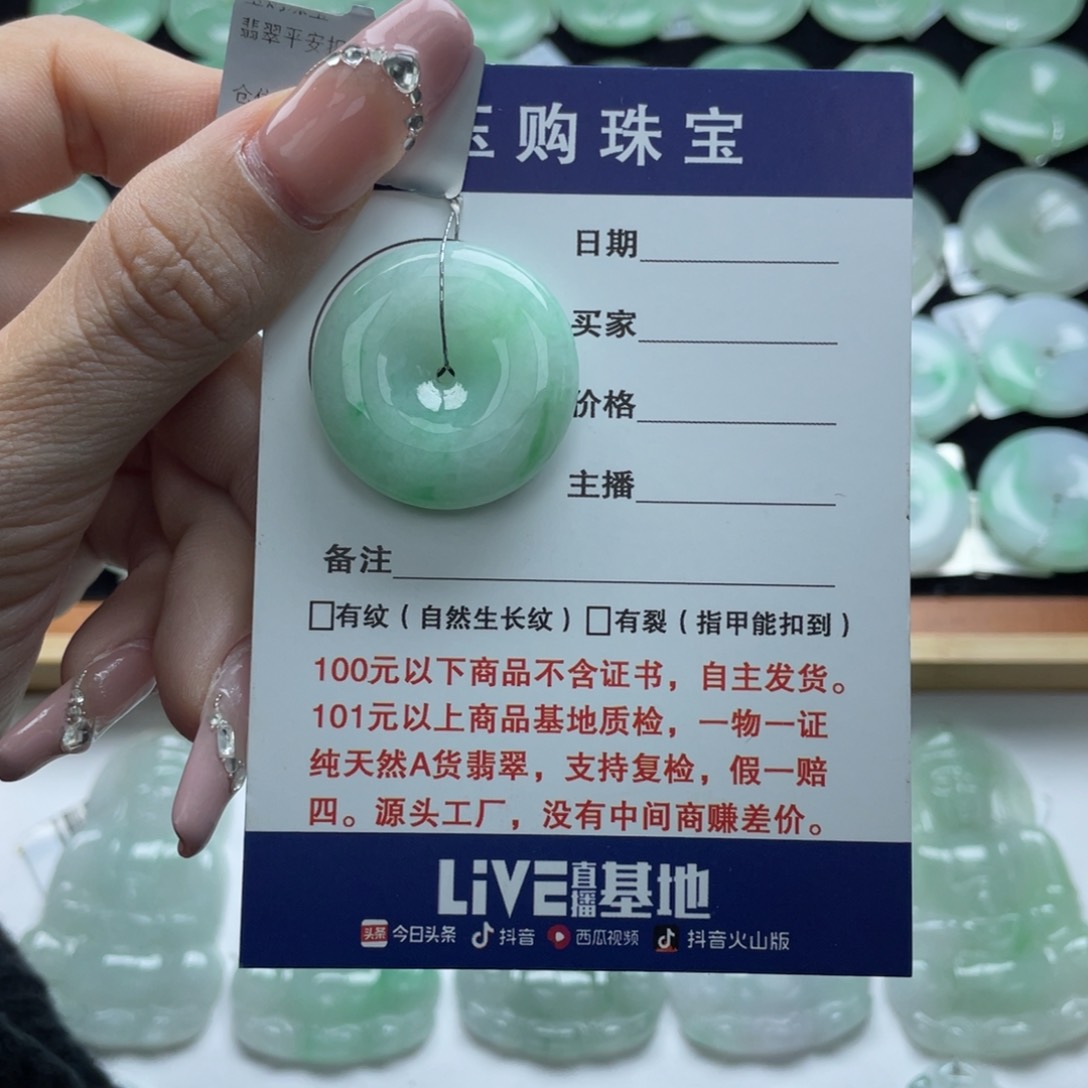 翡翠平安扣
购珠宝
日期
买家
价格
主播
备注
□有纹（自然生长纹）□有裂（指甲能扣到）
100元以下商品不含证书，自主发货。
101元以上商品基地质检，一物一证
纯天然A货翡翠，支持复检，假一赔
四。源头工厂，没有中间商赚差价。
LiVE直播基地
头条 今日头条 抖音 西瓜视频 抖音火山版